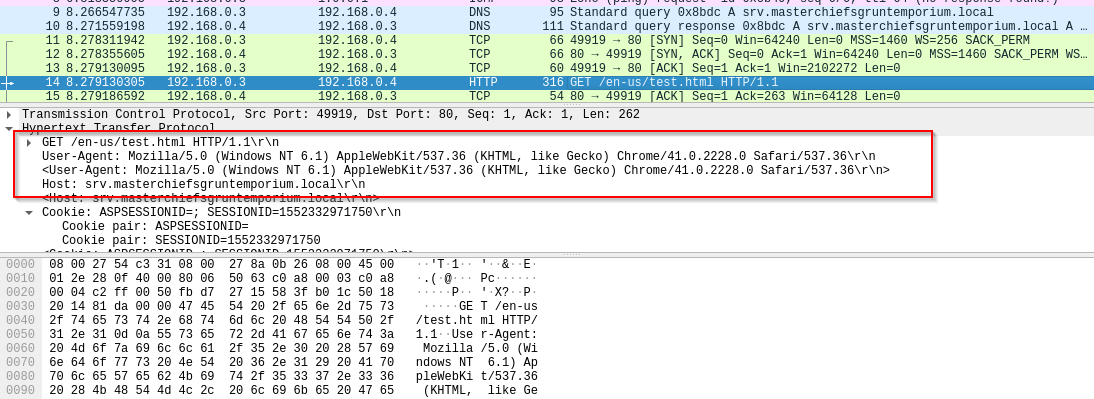 9 8.266547735 192.168.0.3 192.168.0.4 DNS 95 Standard query 0x8bdc A srv.masterchiefsgruntemporium.local
10 8.271559198 192.168.0.4 192.168.0.3 DNS 111 Standard query response 0x8bdc A srv.masterchiefsgruntemporium.local A …
11 8.278311942 192.168.0.3 192.168.0.4 TCP 66 49919 → 80 [SYN] Seq=0 Win=64240 Len=0 MSS=1460 WS=256 SACK_PERM
12 8.278355605 192.168.0.4 192.168.0.3 TCP 66 80 → 49919 [SYN, ACK] Seq=0 Ack=1 Win=64240 Len=0 MSS=1460 SACK_PERM WS…
13 8.279130095 192.168.0.3 192.168.0.4 TCP 60 49919 → 80 [ACK] Seq=1 Ack=1 Win=2102272 Len=0
14 8.279130305 192.168.0.3 192.168.0.4 HTTP 316 GET /en-us/test.html HTTP/1.1
15 8.279186592 192.168.0.4 192.168.0.3 TCP 54 80 → 49919 [ACK] Seq=1 Ack=263 Win=64128 Len=0
Transmission Control Protocol, Src Port: 49919, Dst Port: 80, Seq: 1, Ack: 1, Len: 262
Hypertext Transfer Protocol
GET /en-us/test.html HTTP/1.1\r\n
User-Agent: Mozilla/5.0 (Windows NT 6.1) AppleWebKit/537.36 (KHTML, like Gecko) Chrome/41.0.2228.0 Safari/537.36\r\n
<User-Agent: Mozilla/5.0 (Windows NT 6.1) AppleWebKit/537.36 (KHTML, like Gecko) Chrome/41.0.2228.0 Safari/537.36\r\n>
Host: srv.masterchiefsgruntemporium.local\r\n
<Host: srv.masterchiefsgruntemporium.local\r\n>
Cookie: ASPSESSIONID=; SESSIONID=1552332971750\r\n
Cookie pair: ASPSESSIONID=
Cookie pair: SESSIONID=1552332971750
0000 08 00 27 54 c3 31 08 00 27 8a 0b 26 08 00 45 00 ··'T·1·· '··&··E·
0010 01 2e 28 0f 40 00 80 06 50 63 c0 a8 00 03 c0 a8 ·.(·@··· Pc······
0020 00 04 c2 ff 00 50 fb d7 27 15 58 3f b0 1c 50 18 ·····P·· '·X?··P·
0030 20 14 81 da 00 00 47 45 54 20 2f 65 6e 2d 75 73 ·····GE T /en-us
0040 2f 74 65 73 74 2e 68 74 6d 6c 20 48 54 54 50 2f /test.ht ml HTTP/
0050 31 2e 31 0d 0a 55 73 65 72 2d 41 67 65 6e 74 3a 1.1··Use r-Agent:
0060 20 4d 6f 7a 69 6c 6c 61 2f 35 2e 30 20 28 57 69 Mozilla /5.0 (Wi
0070 6e 64 6f 77 73 20 4e 54 20 36 2e 31 29 20 41 70 ndows NT 6.1) Ap
0080 70 6c 65 57 65 62 4b 69 74 2f 35 33 37 2e 33 36 pleWebKi t/537.36
0090 20 28 4b 48 54 4d 4c 2c 20 6c 69 6b 65 20 47 65 (KHTML, like Ge